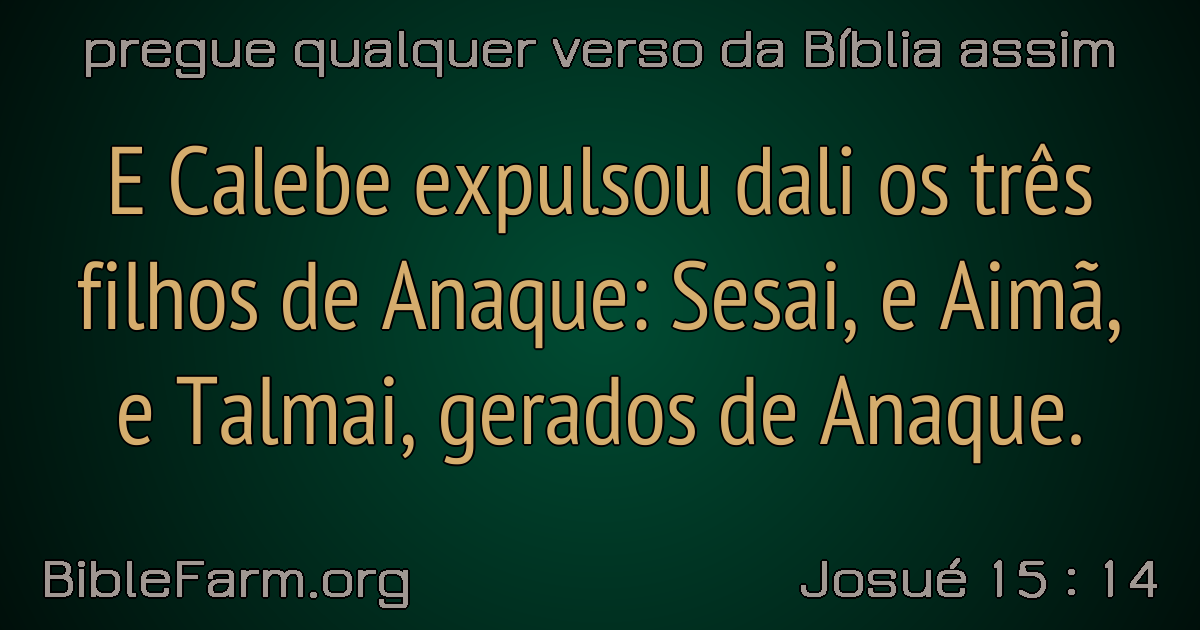 pregue qualquer verso da Bíblia assim
E Calebe expulsou dali os três
filhos de Anaque: Sesai, e Aimã,
e Talmai, gerados de Anaque.
BibleFarm.org
Josué 15 : 14